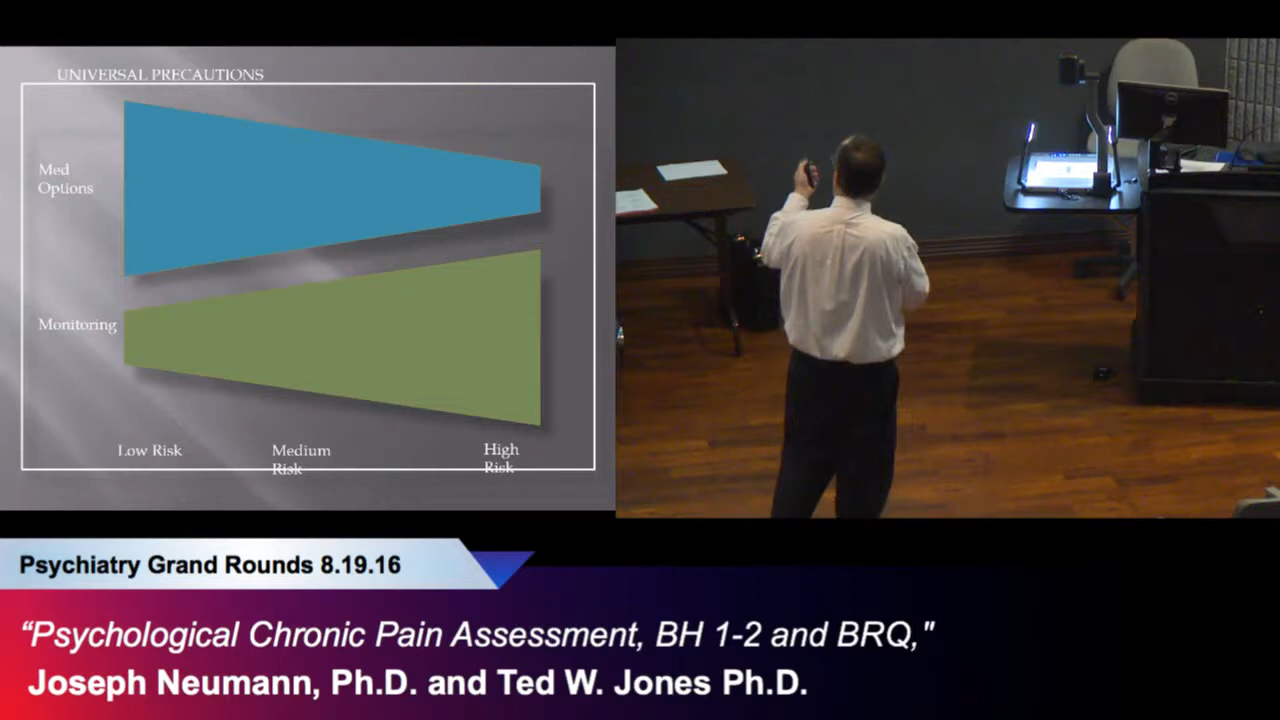 UNIVERSAL PRECAUTIONS
Med
Options
Monitoring
Low Risk
Medium
Risk
High
Risk
Psychiatry Grand Rounds 8.19.16
“Psychological Chronic Pain Assessment, BH 1-2 and BRQ,"
Joseph Neumann, Ph.D. and Ted W. Jones Ph.D.